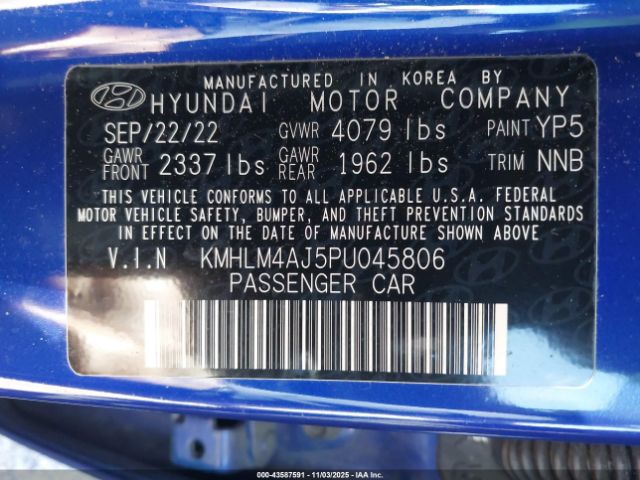 MANUFACTURED IN KOREA BY
HYUNDAI MOTOR COMPANY
SEP/22/22 GVWR 4079 lbs PAINT YP5
GAWR FRONT 2337 lbs GAWR REAR 1962 lbs TRIM NNB
THIS VEHICLE CONFORMS TO ALL APPLICABLE U.S.A. FEDERAL
MOTOR VEHICLE SAFETY, BUMPER, AND THEFT PREVENTION STANDARDS
IN EFFECT ON THE DATE OF MANUFACTURE SHOWN ABOVE.
V.I.N KMHLM4AJ5PU045806
PASSENGER CAR
00-43587591 - 11/03/2025 - IAA Inc.